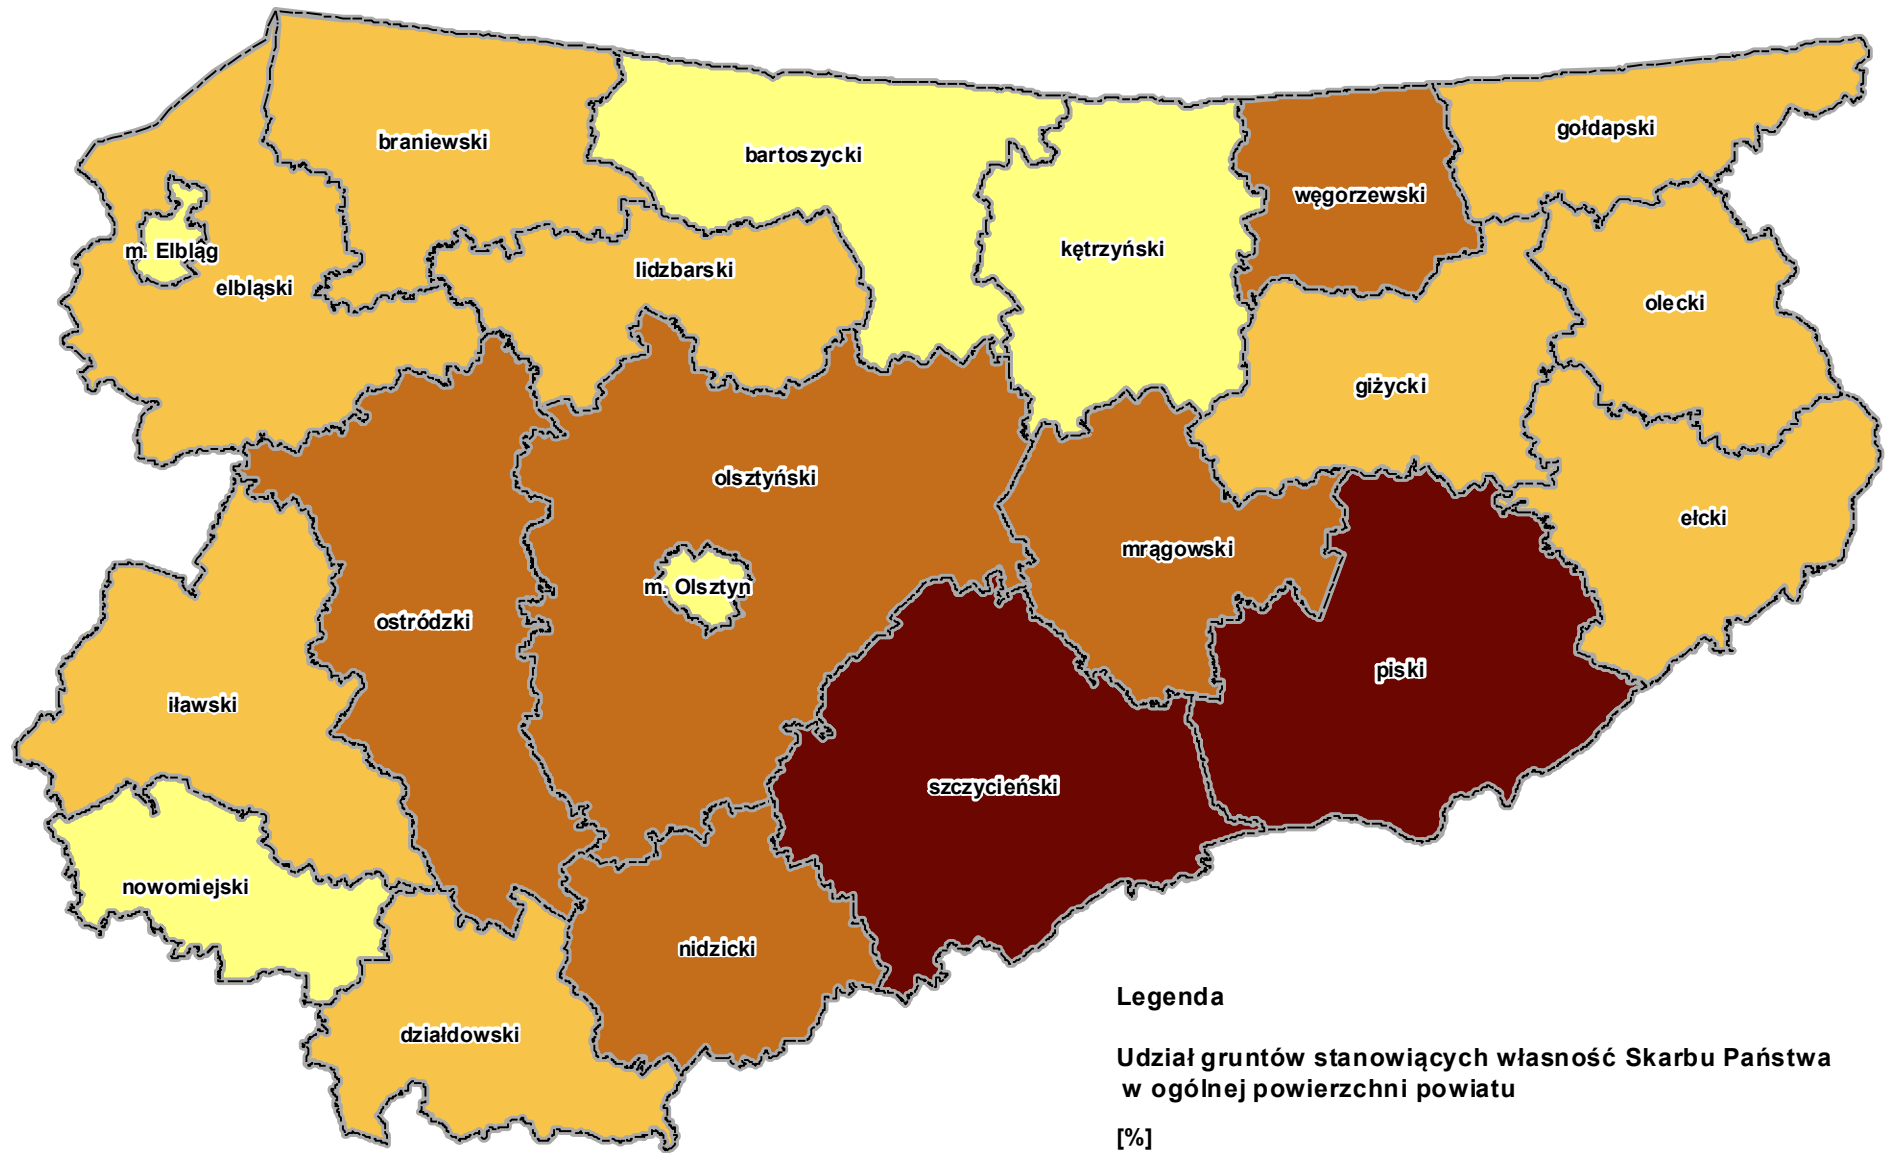 braniewski
gołdapski
bartoszycki
węgorzewski
m. Elbląg
kętrzyński
lidzbarski
elbląski
olecki
giżycki
olsztyński
ełcki
mrągowski
m. Olsztyn
ostródzki
piski
iławski
szczycieński
nowomiejski
nidzicki
działdowski
Legenda
Udział gruntów stanowiących własność Skarbu Państwa
w ogólnej powierzchni powiatu
[%]